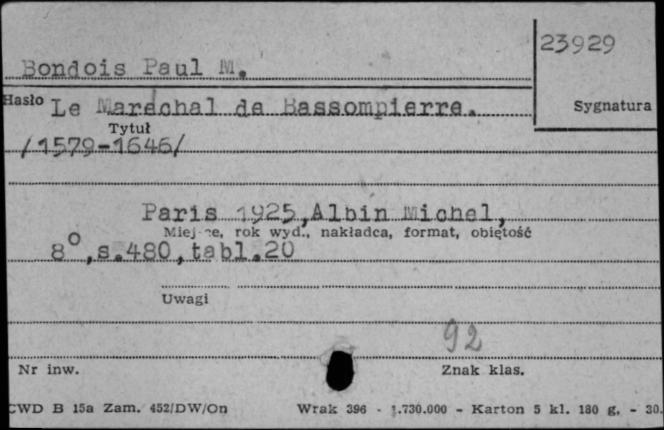 23929
Bondois Paul M.
Hasło Le Maréchal de Bassompierre. Sygnatura
Tytuł
/1579-1646/
Paris 1925, Albin Michel,
Miejsce, rok wyd., nakładca, format, objętość
8°, s.480, tabl.20
Uwagi
92
Nr inw. Znak klas.
CWD B 15a Zam. 452/DW/On Wrak 396 - 1.730.000 - Karton 5 kl. 180 g. - 30.